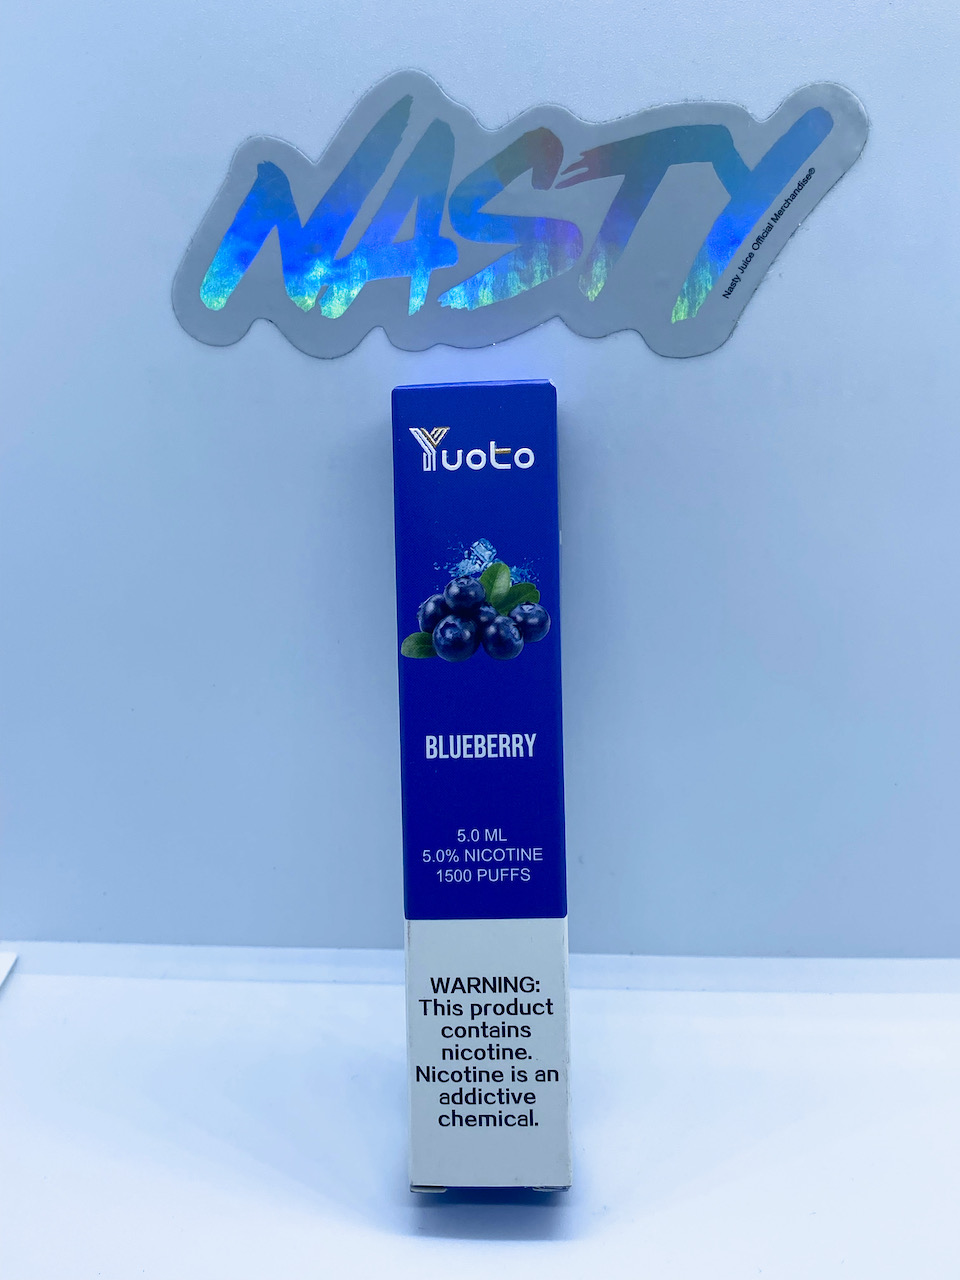 NASTY
Nasty Juice Official Merchandise®
Yuoto
BLUEBERRY
5.0 ML
5.0% NICOTINE
1500 PUFFS
WARNING:
This product
contains
nicotine.
Nicotine is an
addictive
chemical.